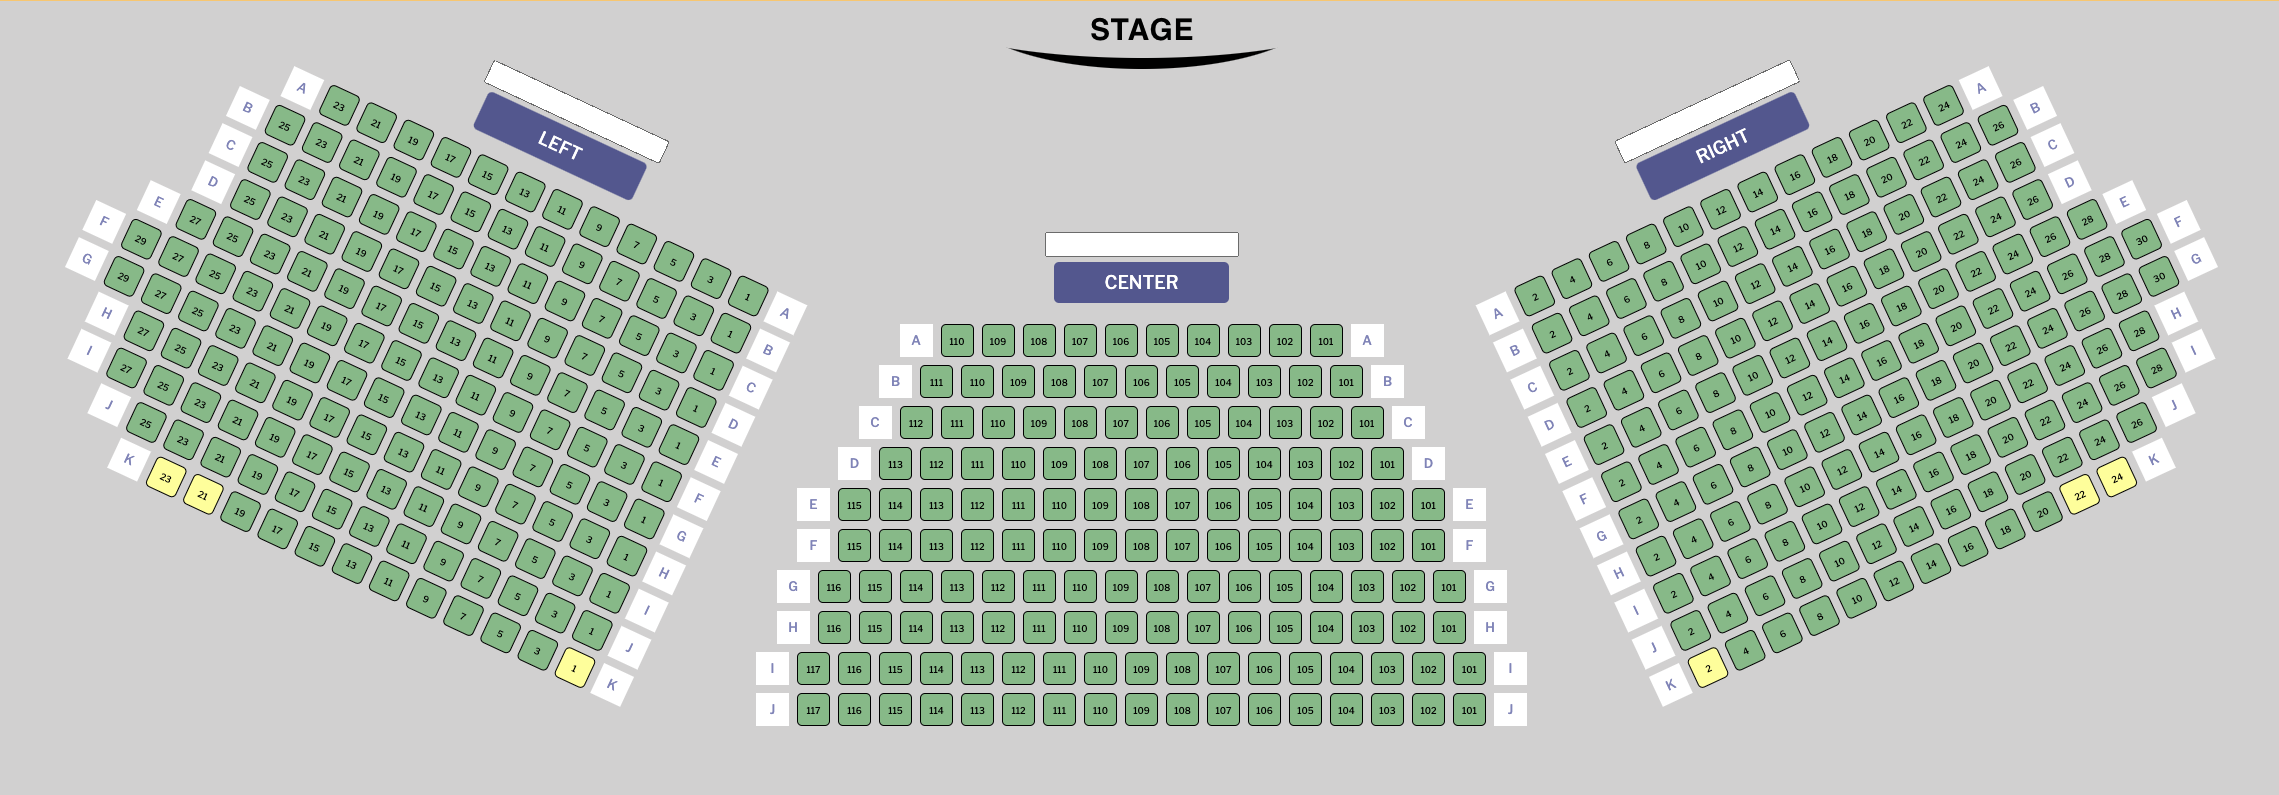 STAGE
LEFT
A 23 21 19 17 15 13 11 9 7 5 3 1 A
B 25 23 21 19 17 15 13 11 9 7 5 3 1 B
C 25 23 21 19 17 15 13 11 9 7 5 3 1 C
D 25 23 21 19 17 15 13 11 9 7 5 3 1 D
E 27 25 23 21 19 17 15 13 11 9 7 5 3 1 E
F 29 27 25 23 21 19 17 15 13 11 9 7 5 3 1 F
G 29 27 25 23 21 19 17 15 13 11 9 7 5 3 1 G
H 27 25 23 21 19 17 15 13 11 9 7 5 3 1 H
I 27 25 23 21 19 17 15 13 11 9 7 5 3 1 I
J 25 23 21 19 17 15 13 11 9 7 5 3 1 J
K 23 21 19 17 15 13 11 9 7 5 3 1 K
CENTER
A 110 109 108 107 106 105 104 103 102 101 A
B 111 110 109 108 107 106 105 104 103 102 101 B
C 112 111 110 109 108 107 106 105 104 103 102 101 C
D 113 112 111 110 109 108 107 106 105 104 103 102 101 D
E 115 114 113 112 111 110 109 108 107 106 105 104 103 102 101 E
F 115 114 113 112 111 110 109 108 107 106 105 104 103 102 101 F
G 116 115 114 113 112 111 110 109 108 107 106 105 104 103 102 101 G
H 116 115 114 113 112 111 110 109 108 107 106 105 104 103 102 101 H
I 117 116 115 114 113 112 111 110 109 108 107 106 105 104 103 102 101 I
J 117 116 115 114 113 112 111 110 109 108 107 106 105 104 103 102 101 J
RIGHT
A 2 4 6 8 10 12 14 16 18 20 22 24 A
B 2 4 6 8 10 12 14 16 18 20 22 24 26 B
C 2 4 6 8 10 12 14 16 18 20 22 24 26 C
D 2 4 6 8 10 12 14 16 18 20 22 24 26 D
E 2 4 6 8 10 12 14 16 18 20 22 24 26 28 E
F 2 4 6 8 10 12 14 16 18 20 22 24 26 28 30 F
G 2 4 6 8 10 12 14 16 18 20 22 24 26 28 30 G
H 2 4 6 8 10 12 14 16 18 20 22 24 26 28 H
I 2 4 6 8 10 12 14 16 18 20 22 24 26 28 I
J 2 4 6 8 10 12 14 16 18 20 22 24 26 J
K 2 4 6 8 10 12 14 16 18 20 22 24 K